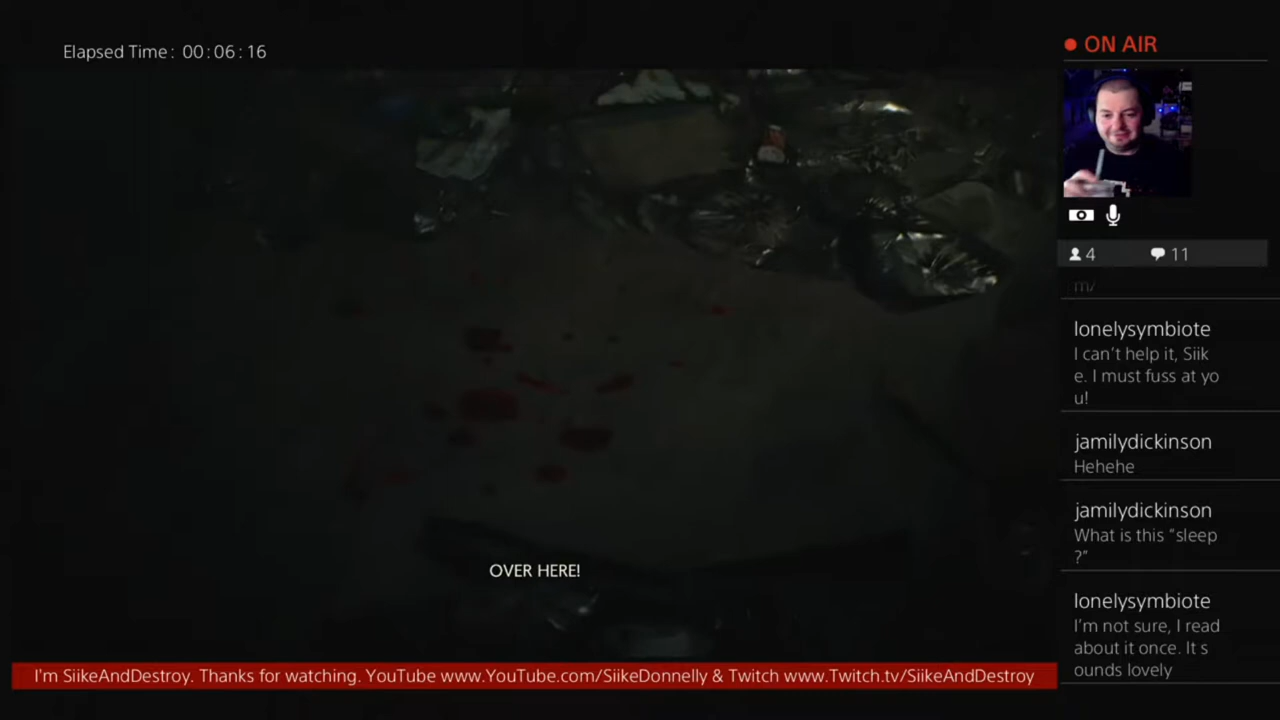 Elapsed Time: 00:06:16
ON AIR
4 11
m/
lonelysymbiote
I can't help it, Siik
e. I must fuss at yo
u!
jamilydickinson
Hehehe
jamilydickinson
What is this "sleep
?"
lonelysymbiote
I'm not sure, I read
about it once. It s
ounds lovely
OVER HERE!
I'm SiikeAndDestroy. Thanks for watching. YouTube www.YouTube.com/SiikeDonnelly & Twitch www.Twitch.tv/SiikeAndDestroy